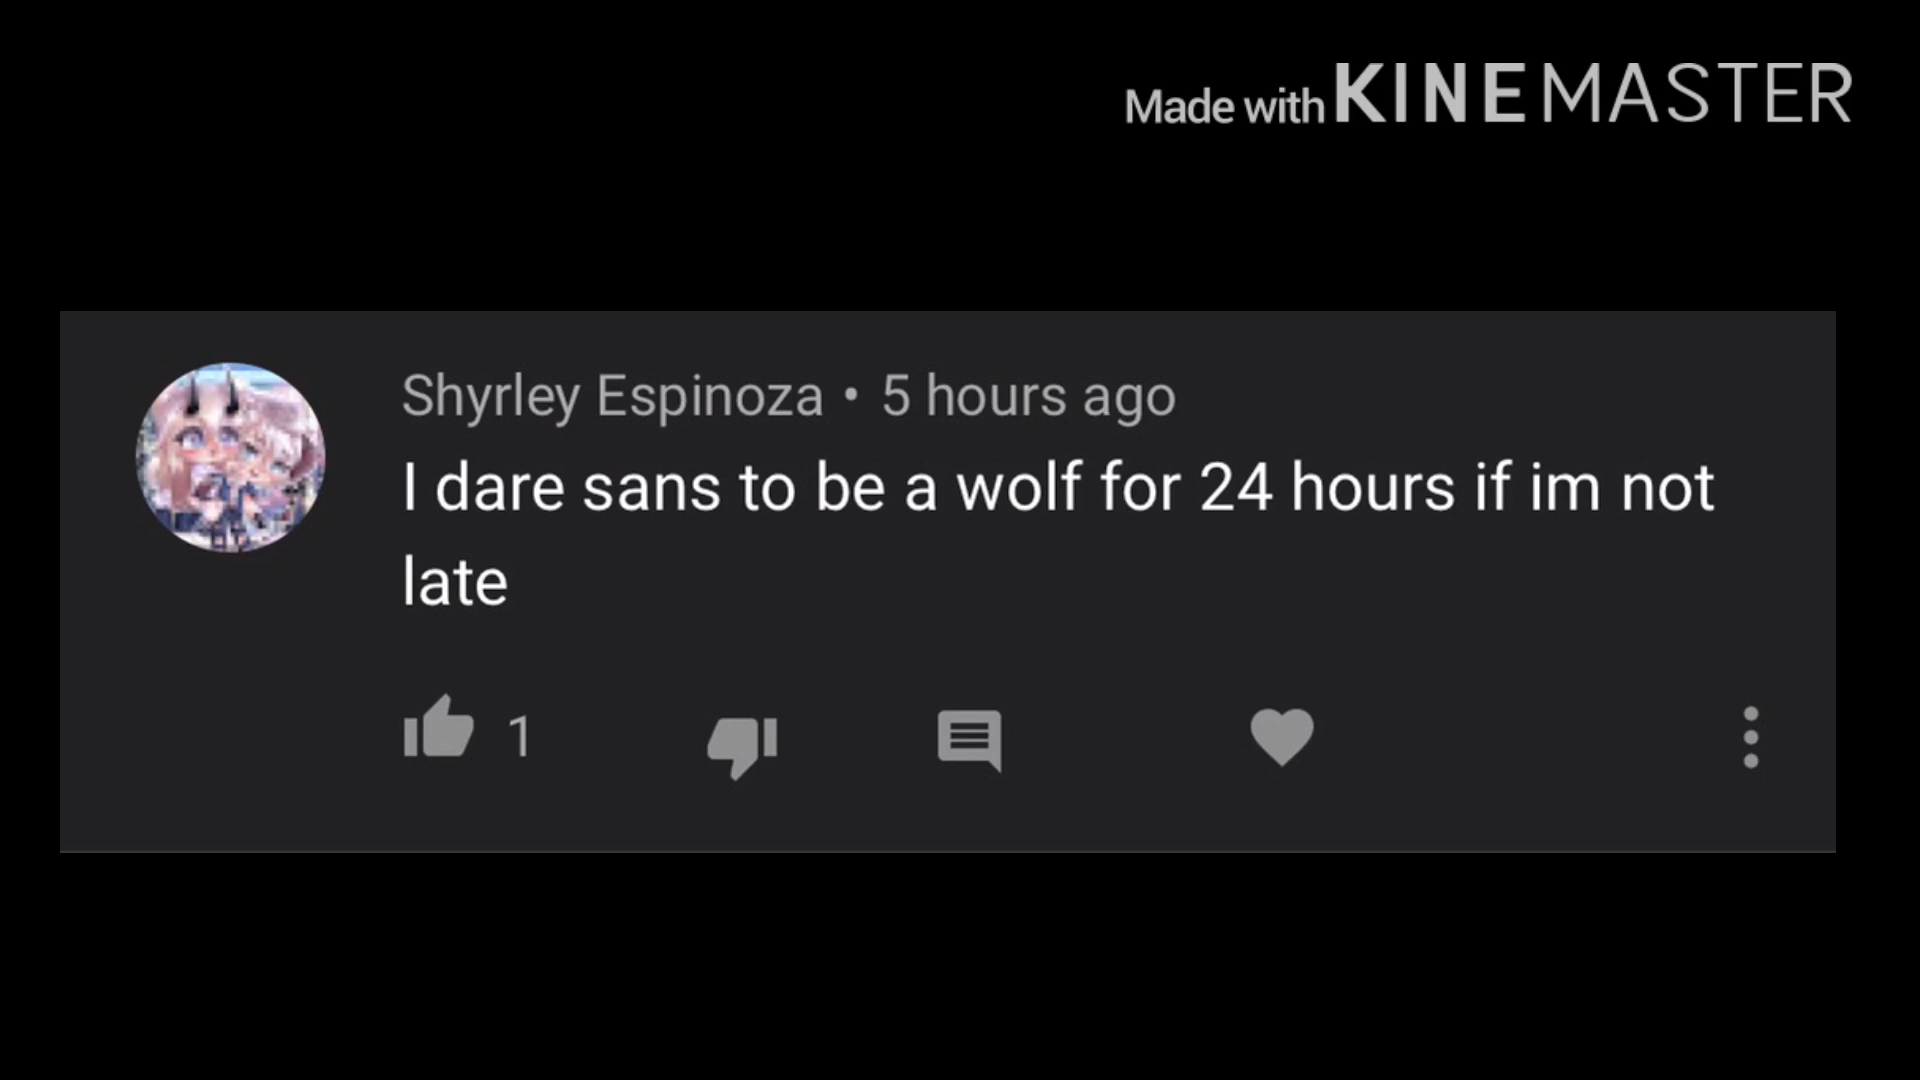 Made with KINEMASTER
Shyrley Espinoza • 5 hours ago
I dare sans to be a wolf for 24 hours if im not
late
1